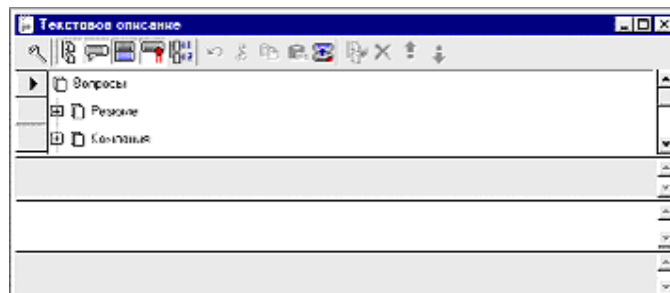 Текстовое описание
Вопросы
Резюме
Компания